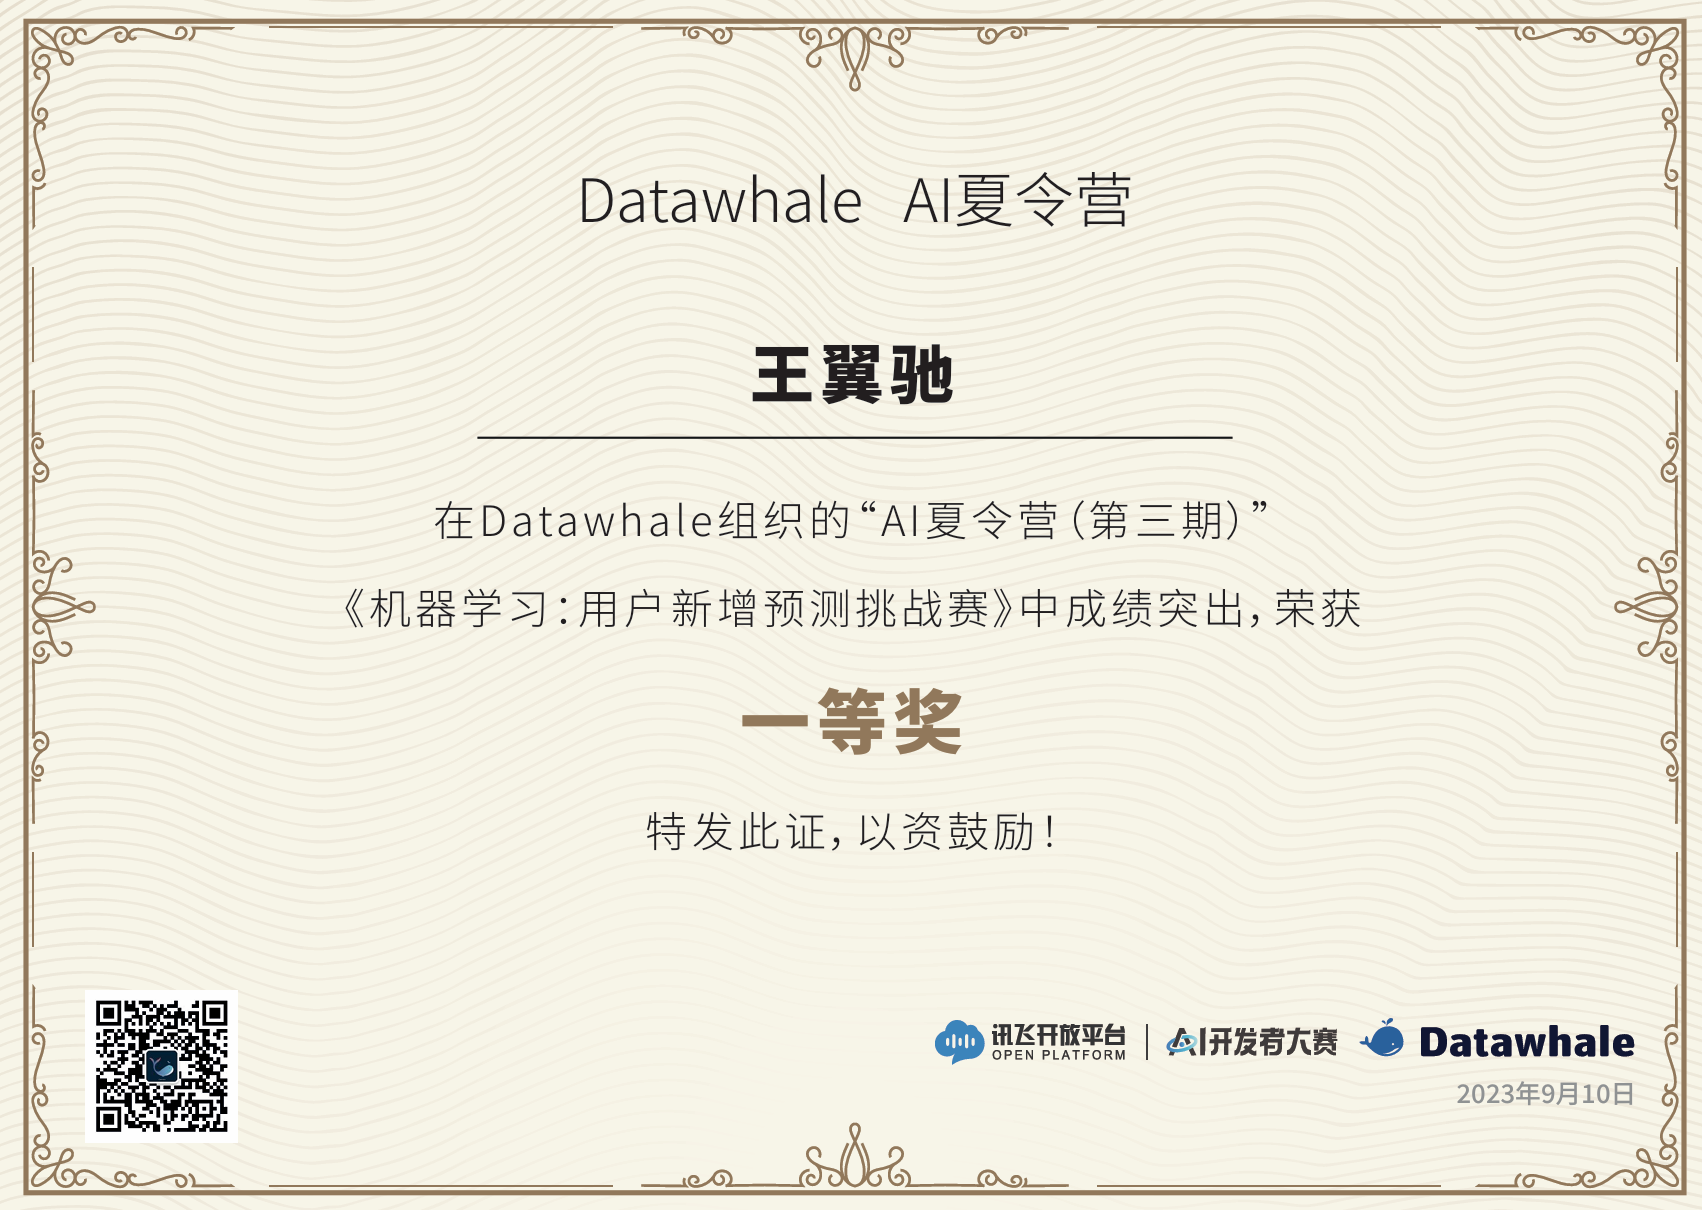 Datawhale AI夏令营
王翼驰
在Datawhale组织的“AI夏令营（第三期）”
《机器学习：用户新增预测挑战赛》中成绩突出，荣获
一等奖
特发此证，以资鼓励！
讯飞开放平台
OPEN PLATFORM
AI开发者大赛
Datawhale
2023年9月10日